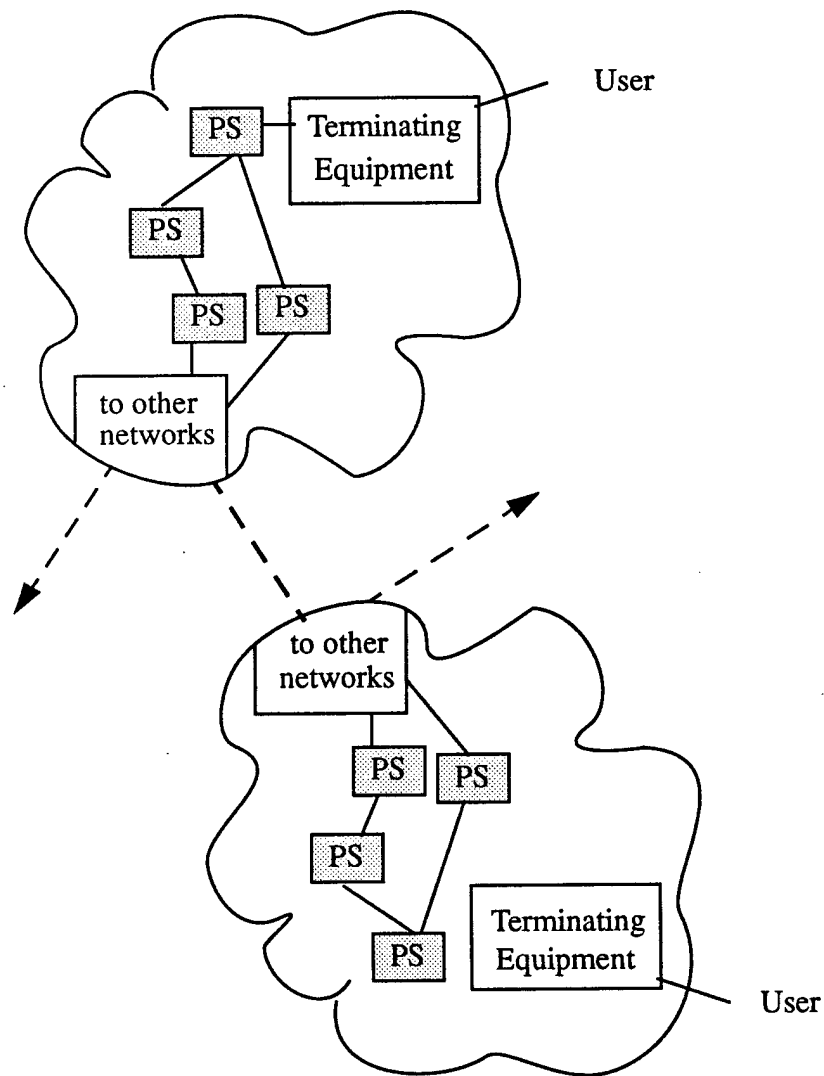 User
PS
Terminating
Equipment
PS
PS
PS
to other
networks
to other
networks
PS
PS
PS
Terminating
Equipment
PS
User